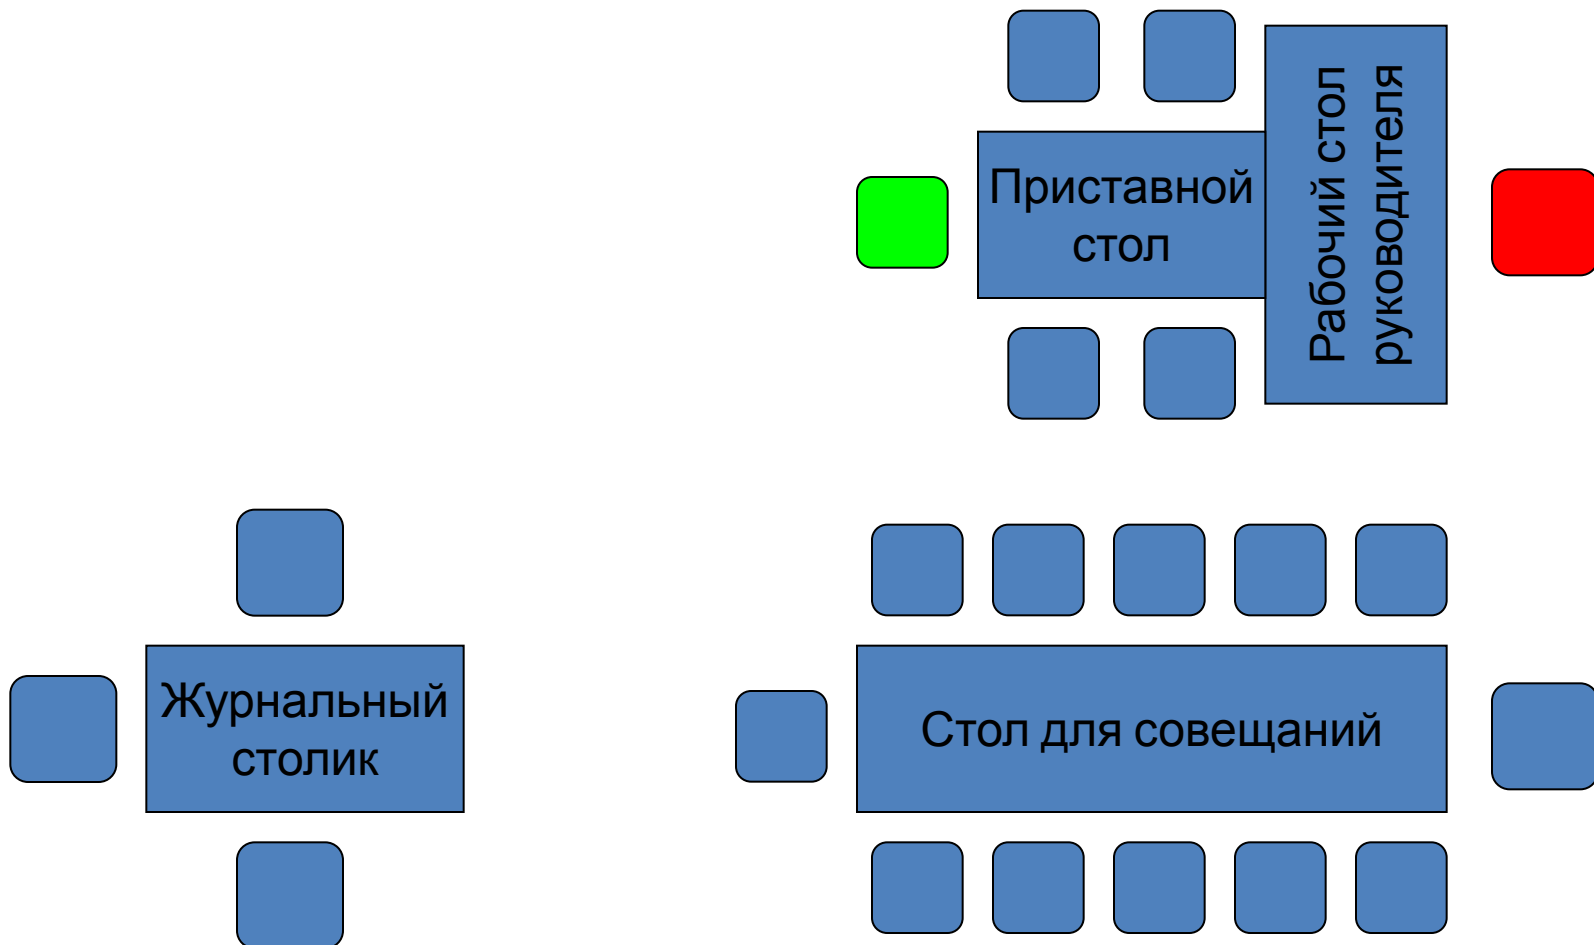 Приставной
стол
Рабочий стол
руководителя
Журнальный
столик
Стол для совещаний